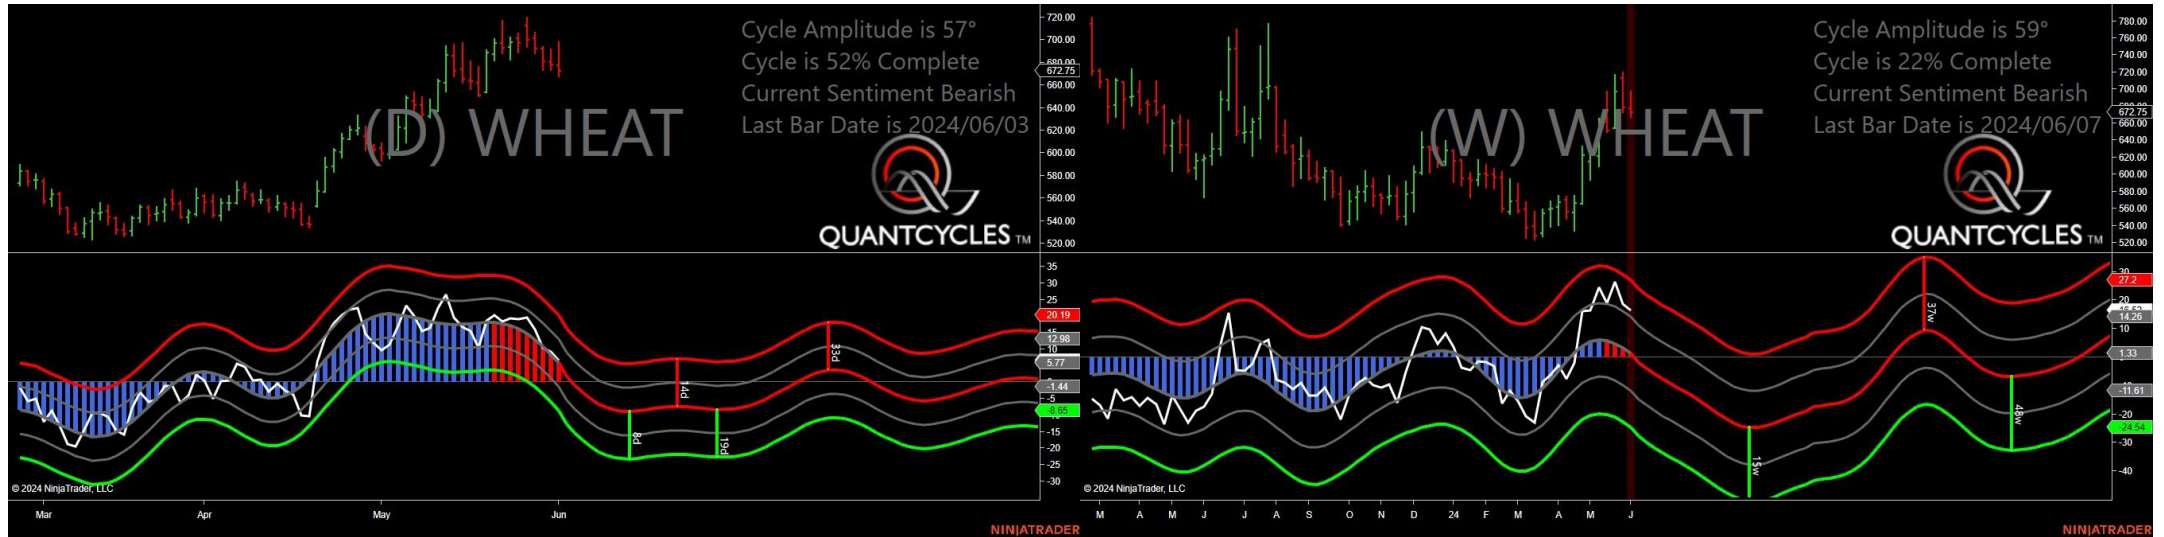 Cycle Amplitude is 57°
Cycle is 52% Complete
Current Sentiment Bearish
Last Bar Date is 2024/06/03
(D) WHEAT
QUANTCYCLES TM
720.00
700.00
680.00
672.75
660.00
640.00
620.00
600.00
580.00
560.00
540.00
520.00
35
30
25
20.19
15
10
12.98
5.77
-1.44
-5
-8.65
-15
-20
-25
-30
8d
14d
19d
33d
© 2024 NinjaTrader, LLC
Mar Apr May Jun
NINJATRADER
Cycle Amplitude is 59°
Cycle is 22% Complete
Current Sentiment Bearish
Last Bar Date is 2024/06/07
(W) WHEAT
QUANTCYCLES TM
780.00
760.00
740.00
720.00
700.00
672.75
660.00
640.00
620.00
600.00
580.00
560.00
540.00
520.00
30
27.2
20
14.26
10
1.33
-11.61
-20
-24.54
-30
-40
15w
37w
48w
© 2024 NinjaTrader, LLC
M A M J J A S O N D 24 F M A M J
NINJATRADER